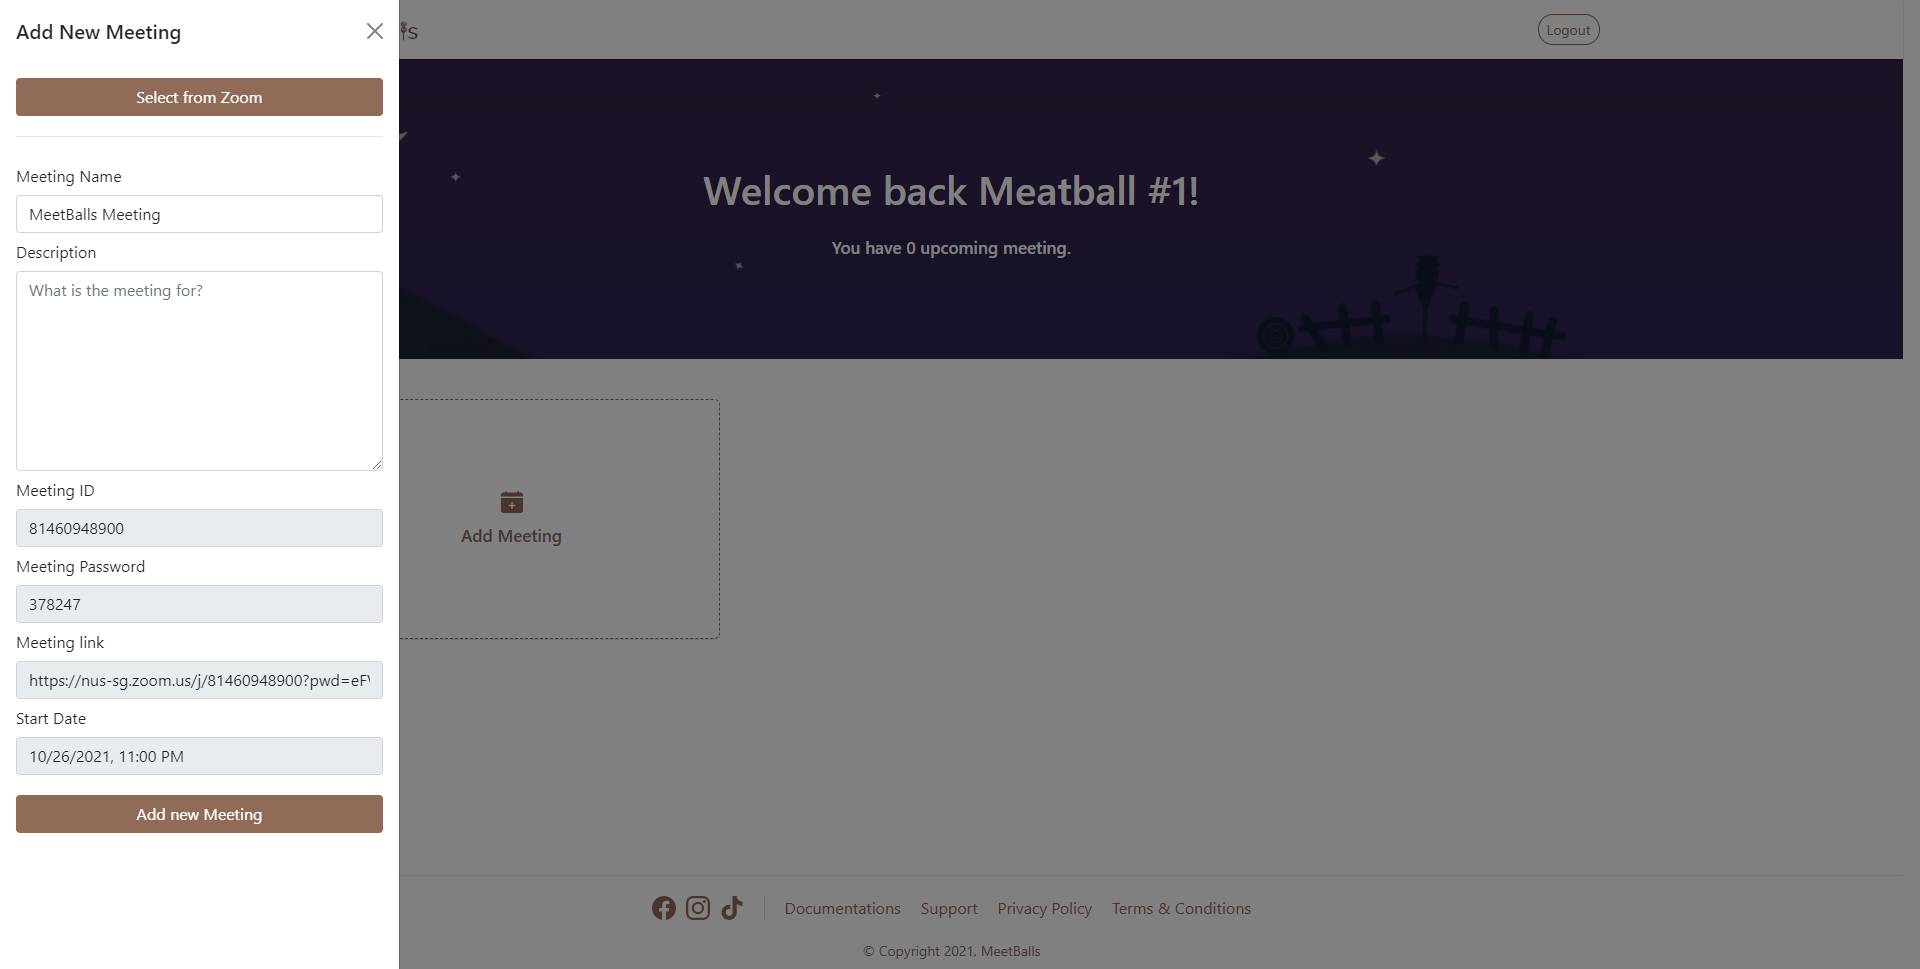 Add New Meeting
Select from Zoom
Meeting Name
MeetBalls Meeting
Description
What is the meeting for?
Meeting ID
81460948900
Meeting Password
378247
Meeting link
https://nus-sg.zoom.us/j/81460948900?pwd=eF
Start Date
10/26/2021, 11:00 PM
Add new Meeting
Logout
Welcome back Meatball #1!
You have 0 upcoming meeting.
Add Meeting
Documentations Support Privacy Policy Terms & Conditions
© Copyright 2021, MeetBalls